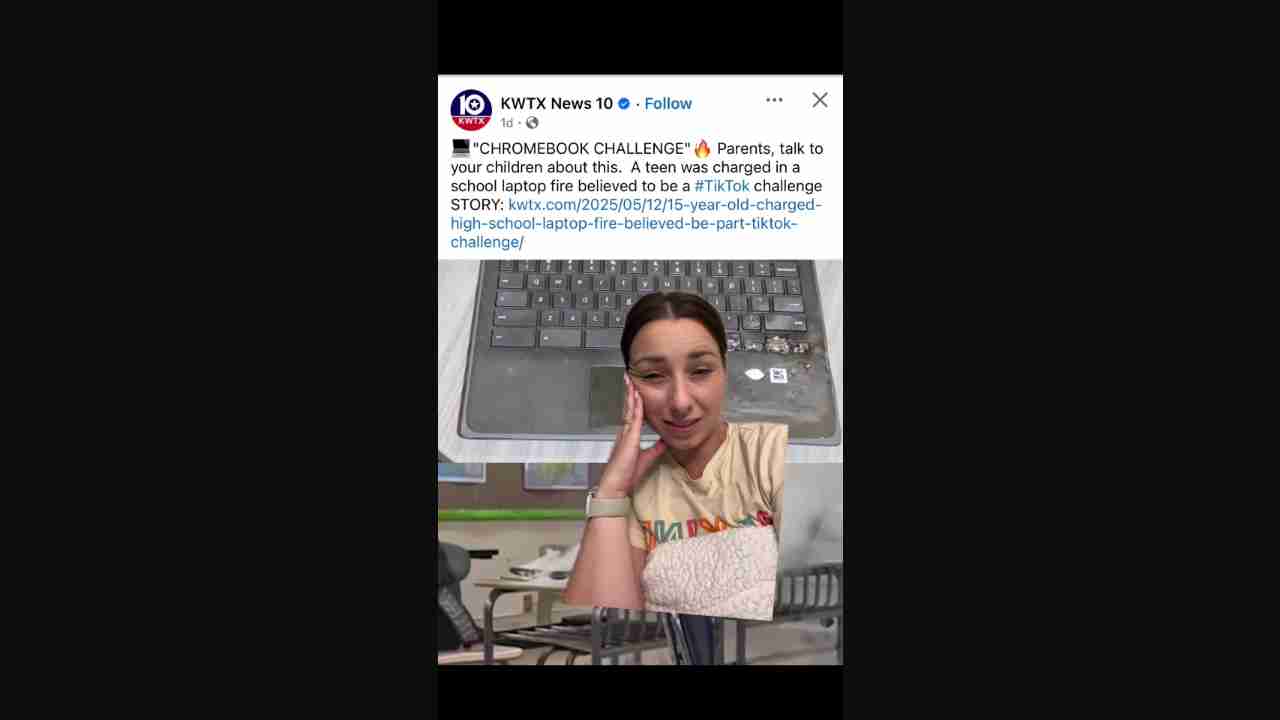 10
KWTX
KWTX News 10 · Follow
1d ·
💻"CHROMEBOOK CHALLENGE"🔥 Parents, talk to
your children about this. A teen was charged in a
school laptop fire believed to be a #TikTok challenge
STORY: kwtx.com/2025/05/12/15-year-old-charged-
high-school-laptop-fire-believed-be-part-tiktok-
challenge/